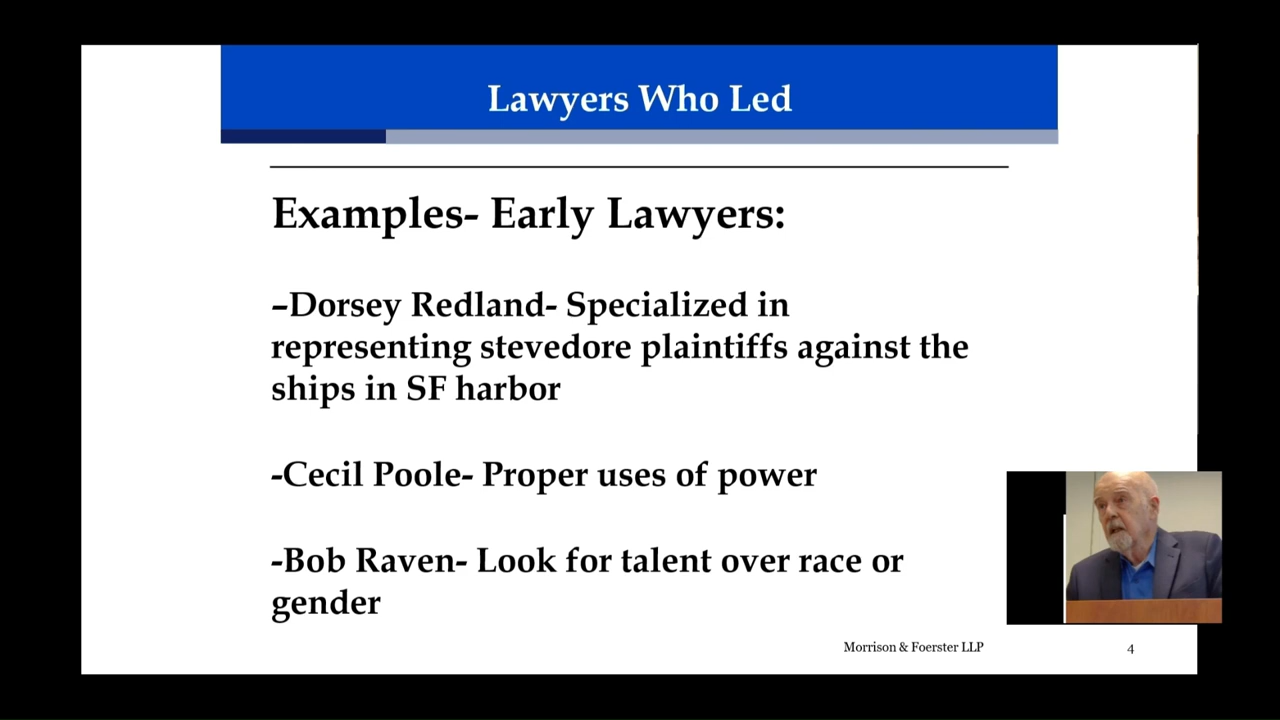 Lawyers Who Led
Examples- Early Lawyers:
–Dorsey Redland- Specialized in
representing stevedore plaintiffs against the
ships in SF harbor
-Cecil Poole- Proper uses of power
-Bob Raven- Look for talent over race or
gender
Morrison & Foerster LLP
4